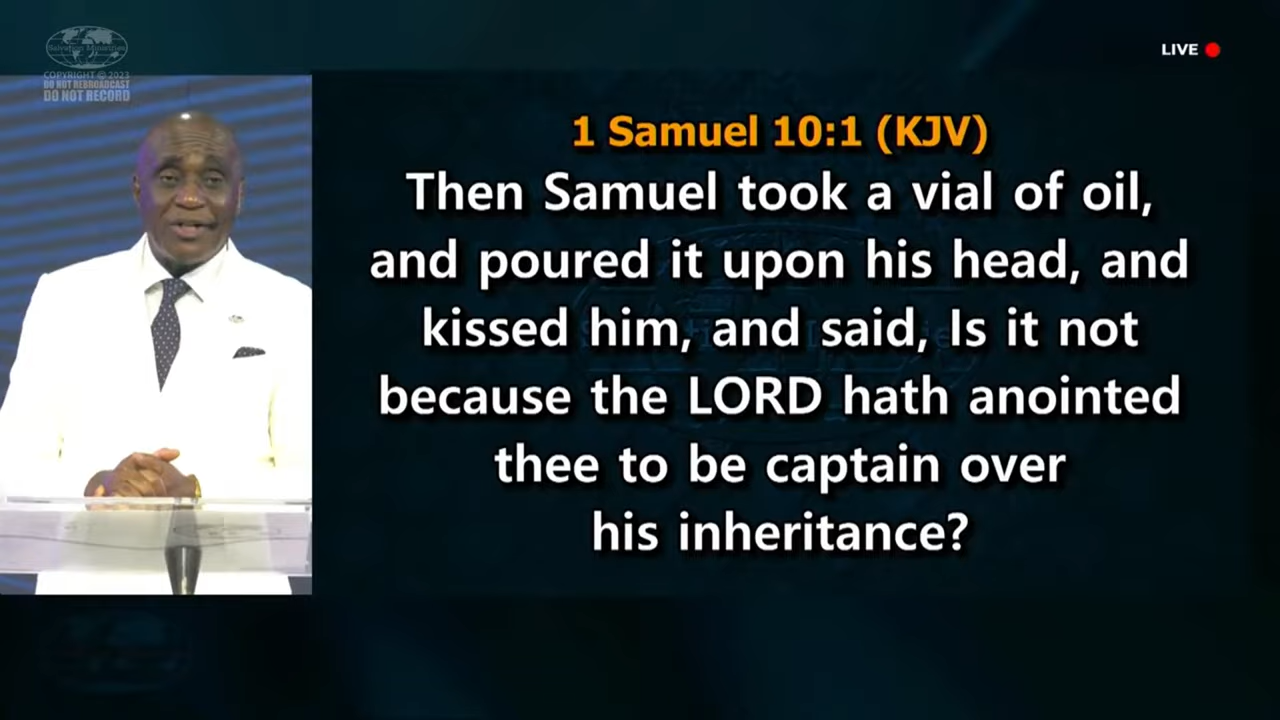 Salvation Ministries
COPYRIGHT © 2023
DO NOT REBROADCAST
DO NOT RECORD
LIVE
1 Samuel 10:1 (KJV)
Then Samuel took a vial of oil,
and poured it upon his head, and
kissed him, and said, Is it not
because the LORD hath anointed
thee to be captain over
his inheritance?